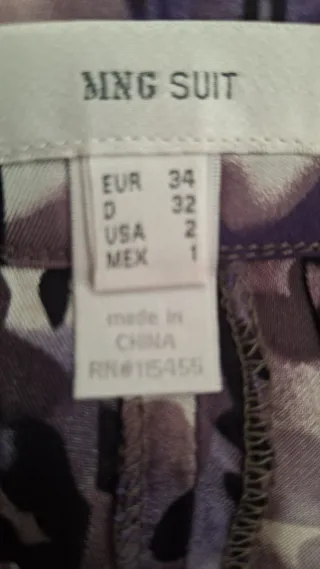 MNG SUIT
EUR 34
D 32
USA 2
MEX 1
made in
CHINA
RN#115455